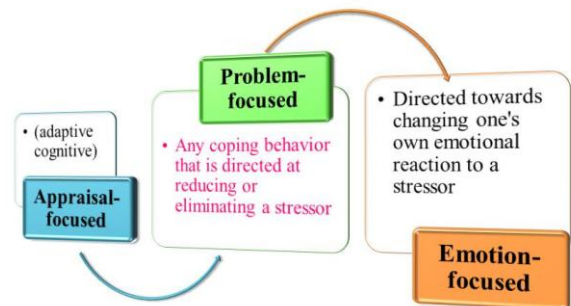 • (adaptive
cognitive)
Appraisal-
focused
Problem-
focused
• Any coping behavior
that is directed at
reducing or
eliminating a stressor
• Directed towards
changing one's
own emotional
reaction to a
stressor
Emotion-
focused